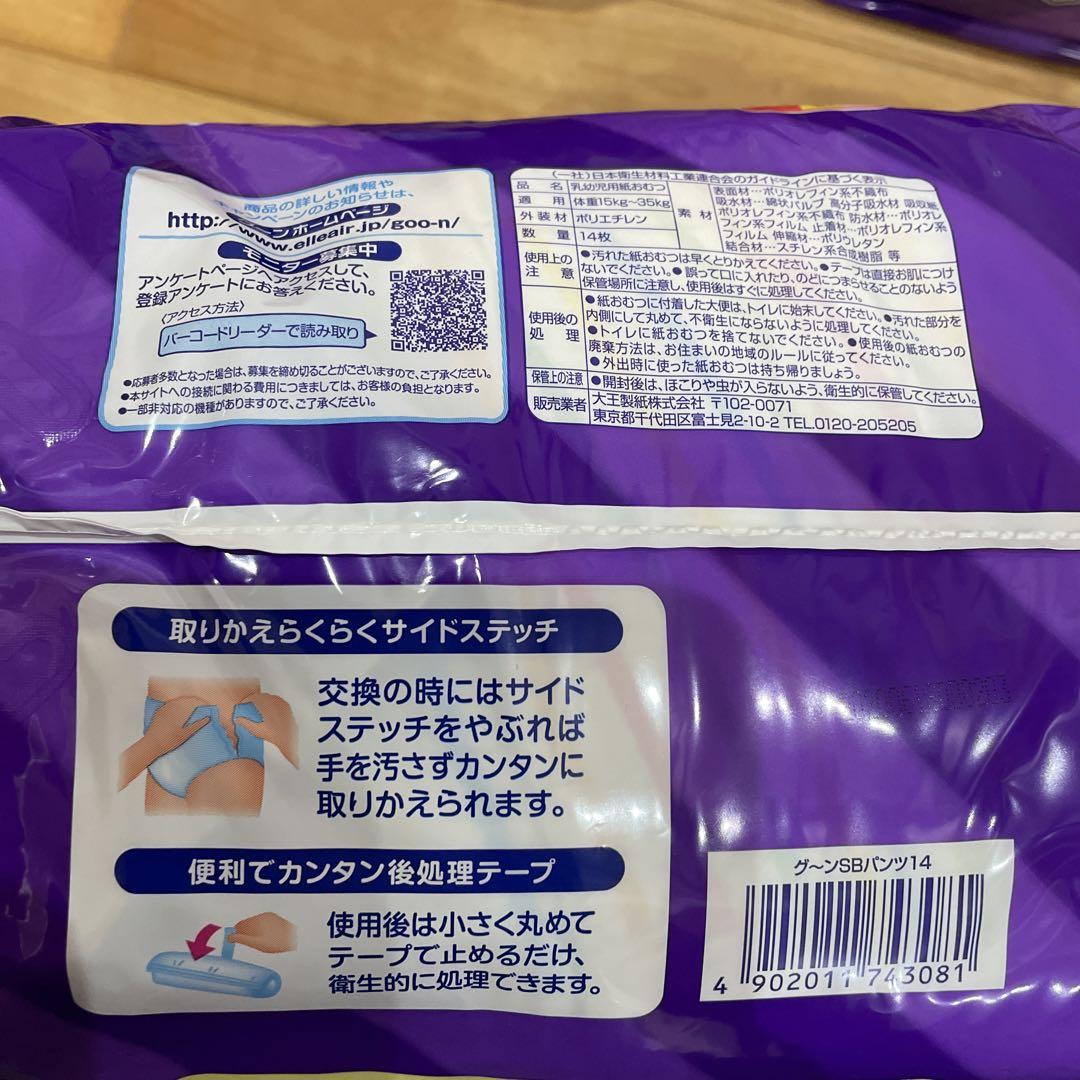 商品の詳しい情報や
キャンペーンのお知らせは、
ーンホームページ
http://www.elleair.jp/goo-n/
モニター募集中
アンケートページへアクセスして、
登録アンケートにお答えください。
〈アクセス方法〉
バーコードリーダーで読み取り
●応募者多数となった場合は、募集を締め切ることがございますので、ご了承ください。
●本サイトへの接続に関わる費用につきましては、お客様の負担となります。
●一部非対応の機種がありますので、ご了承ください。
(一社)日本衛生材料工業連合会のガイドラインに基づく表示
品名 乳幼児用紙おむつ
適用 体重15kg～35kg
外装材 ポリエチレン
数量 14枚
素材
表面材…ポリオレフィン系不織布
吸水材…綿状パルプ 高分子吸水材 吸収紙
ポリオレフィン系不織布 防水材…ポリオレ
フィン系フィルム 止着材…ポリオレフィン系
フィルム 伸縮材…ポリウレタン
結合材…スチレン系合成樹脂 等
使用上の注意
●汚れた紙おむつは早くとりかえてください。●テープは直接お肌につけ
ないでください。●誤って口に入れたり、のどにつまらせることのないよう
保管場所に注意し、使用後はすぐに処理してください。
使用後の処理
●紙おむつに付着した大便は、トイレに始末してください。●汚れた部分を
内側にして丸めて、不衛生にならないように処理してください。
●トイレに紙おむつを捨てないでください。●使用後の紙おむつの
廃棄方法は、お住まいの地域のルールに従ってください。
●外出時に使った紙おむつは持ち帰りましょう。
保管上の注意 ●開封後は、ほこりや虫が入らないよう、衛生的に保管してください。
販売業者 大王製紙株式会社 〒102-0071
東京都千代田区富士見2-10-2 TEL.0120-205205
取りかえらくらくサイドステッチ
交換の時にはサイド
ステッチをやぶれば
手を汚さずカンタンに
取りかえられます。
便利でカンタン後処理テープ
使用後は小さく丸めて
テープで止めるだけ、
衛生的に処理できます。
グ～ンSBパンツ14
4 902011 743081